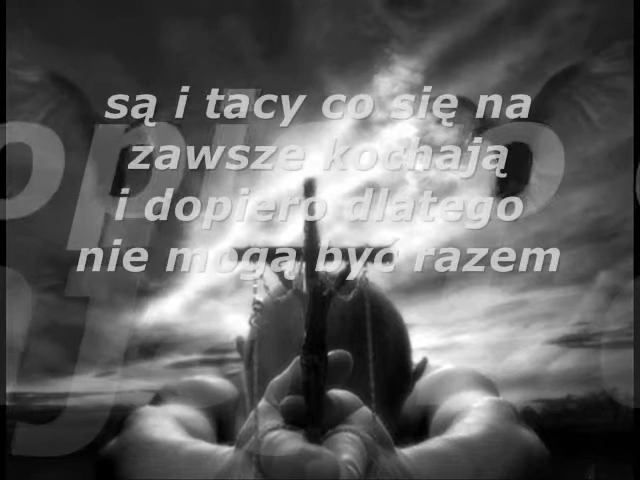 są i tacy co się na
zawsze kochają
i dopiero dlatego
nie mogą być razem